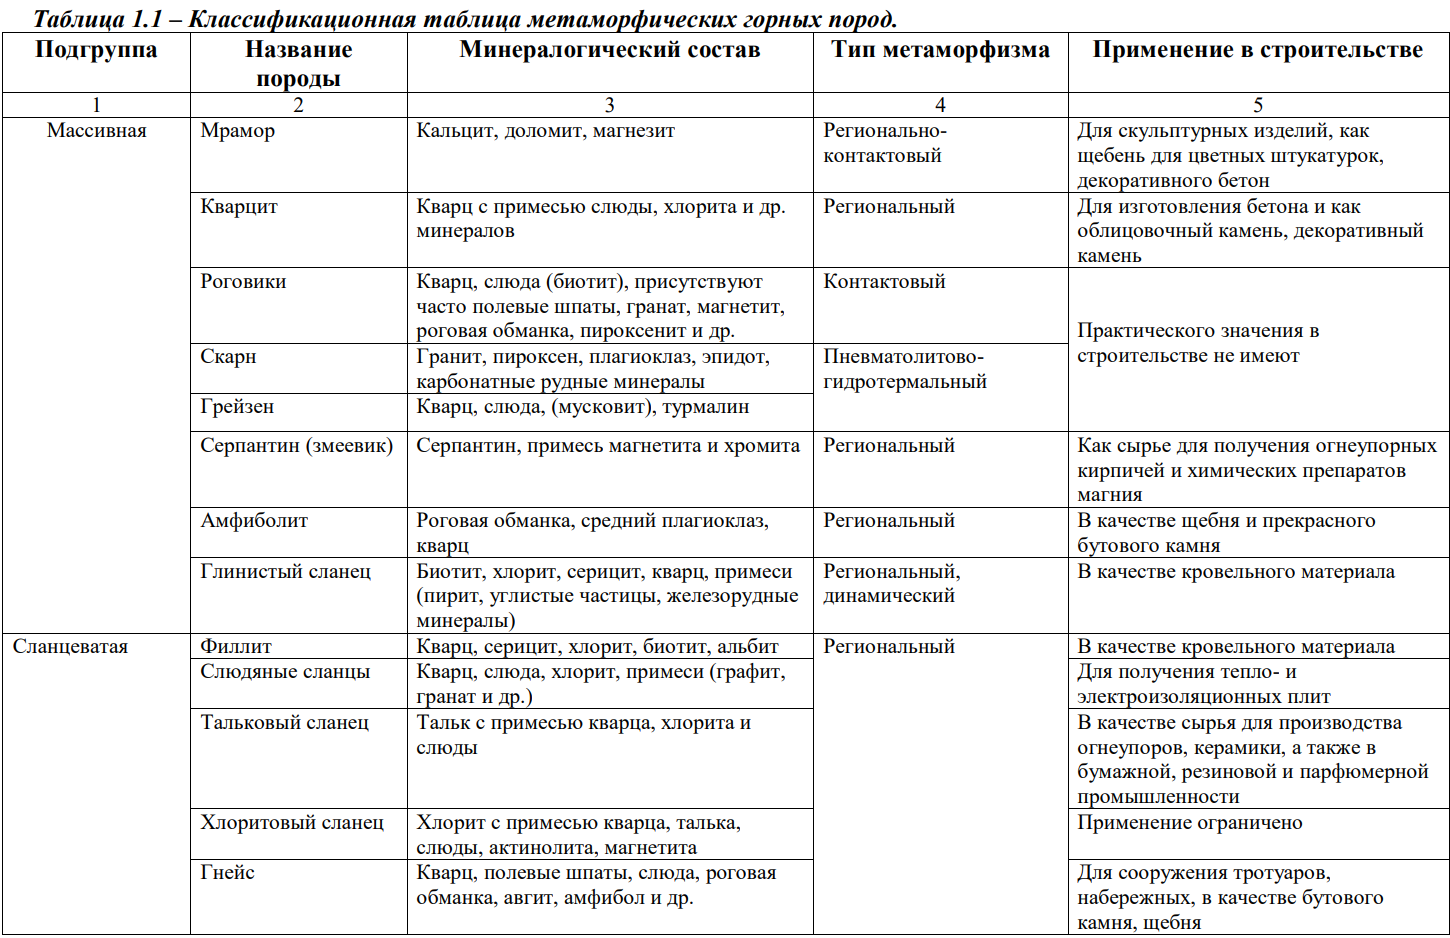 Таблица 1.1 – Классификационная таблица метаморфических горных пород.
Подгруппа
Название
породы
Минералогический состав
Тип метаморфизма
Применение в строительстве
1
2
3
4
5
Массивная
Мрамор
Кальцит, доломит, магнезит
Регионально-
контактовый
Для скульптурных изделий, как
щебень для цветных штукатурок,
декоративного бетон
Кварцит
Кварц с примесью слюды, хлорита и др.
минералов
Региональный
Для изготовления бетона и как
облицовочный камень, декоративный
камень
Роговики
Кварц, слюда (биотит), присутствуют
часто полевые шпаты, гранат, магнетит,
роговая обманка, пироксенит и др.
Контактовый
Практического значения в
строительстве не имеют
Скарн
Гранит, пироксен, плагиоклаз, эпидот,
карбонатные рудные минералы
Пневматолитово-
гидротермальный
Грейзен
Кварц, слюда, (мусковит), турмалин
Серпантин (змеевик)
Серпантин, примесь магнетита и хромита
Региональный
Как сырье для получения огнеупорных
кирпичей и химических препаратов
магния
Амфиболит
Роговая обманка, средний плагиоклаз,
кварц
Региональный
В качестве щебня и прекрасного
бутового камня
Глинистый сланец
Биотит, хлорит, серицит, кварц, примеси
(пирит, углистые частицы, железорудные
минералы)
Региональный,
динамический
В качестве кровельного материала
Сланцеватая
Филлит
Кварц, серицит, хлорит, биотит, альбит
Региональный
В качестве кровельного материала
Слюдяные сланцы
Кварц, слюда, хлорит, примеси (графит,
гранат и др.)
Для получения тепло- и
электроизоляционных плит
Тальковый сланец
Тальк с примесью кварца, хлорита и
слюды
В качестве сырья для производства
огнеупоров, керамики, а также в
бумажной, резиновой и парфюмерной
промышленности
Хлоритовый сланец
Хлорит с примесью кварца, талька,
слюды, актинолита, магнетита
Применение ограничено
Гнейс
Кварц, полевые шпаты, слюда, роговая
обманка, авгит, амфибол и др.
Для сооружения тротуаров,
набережных, в качестве бутового
камня, щебня